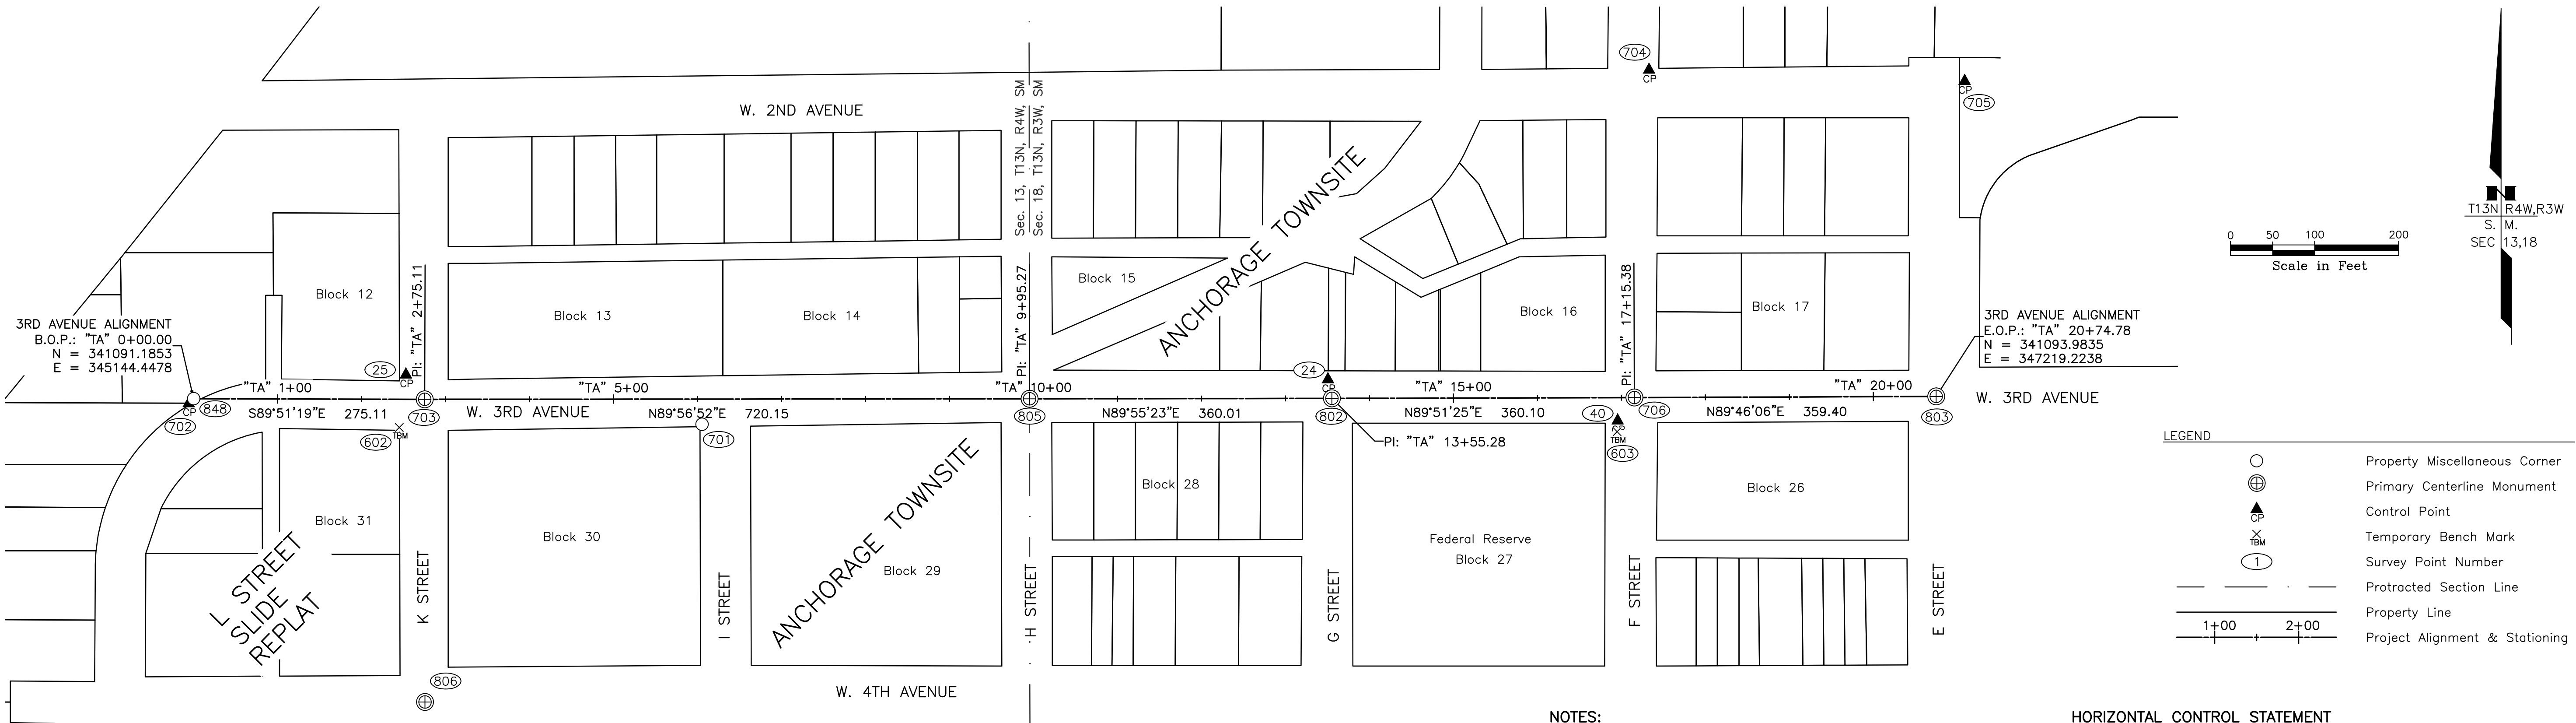 704
CP
CP
705
W. 2ND AVENUE
Sec. 13, T13N, R4W, SM
Sec. 18, T13N, R3W, SM
ANCHORAGE TOWNSITE
T13N R4W,R3W
S. M.
SEC 13,18
0 50 100 200
Scale in Feet
Block 12
Block 13
Block 14
Block 15
Block 16
Block 17
PI: "TA" 2+75.11
PI: "TA" 9+95.27
PI: "TA" 17+15.38
3RD AVENUE ALIGNMENT
B.O.P.: "TA" 0+00.00
N = 341091.1853
E = 345144.4478
3RD AVENUE ALIGNMENT
E.O.P.: "TA" 20+74.78
N = 341093.9835
E = 347219.2238
25
CP
24
CP
"TA" 1+00
"TA" 5+00
"TA" 10+00
"TA" 15+00
"TA" 20+00
CP
848
702
S89°51'19"E 275.11
703
W. 3RD AVENUE
N89°56'52"E 720.15
805
N89°55'23"E 360.01
802
N89°51'25"E 360.10
40
706
N89°46'06"E 359.40
803
W. 3RD AVENUE
602
TBM
701
PI: "TA" 13+55.28
CP
TBM
603
Block 31
Block 30
Block 29
Block 28
Federal Reserve
Block 27
Block 26
L STREET
SLIDE
REPLAT
K STREET
I STREET
ANCHORAGE TOWNSITE
H STREET
G STREET
F STREET
E STREET
806
W. 4TH AVENUE
LEGEND
Property Miscellaneous Corner
Primary Centerline Monument
CP Control Point
TBM Temporary Bench Mark
1 Survey Point Number
Protracted Section Line
Property Line
1+00 2+00 Project Alignment & Stationing
NOTES:
HORIZONTAL CONTROL STATEMENT